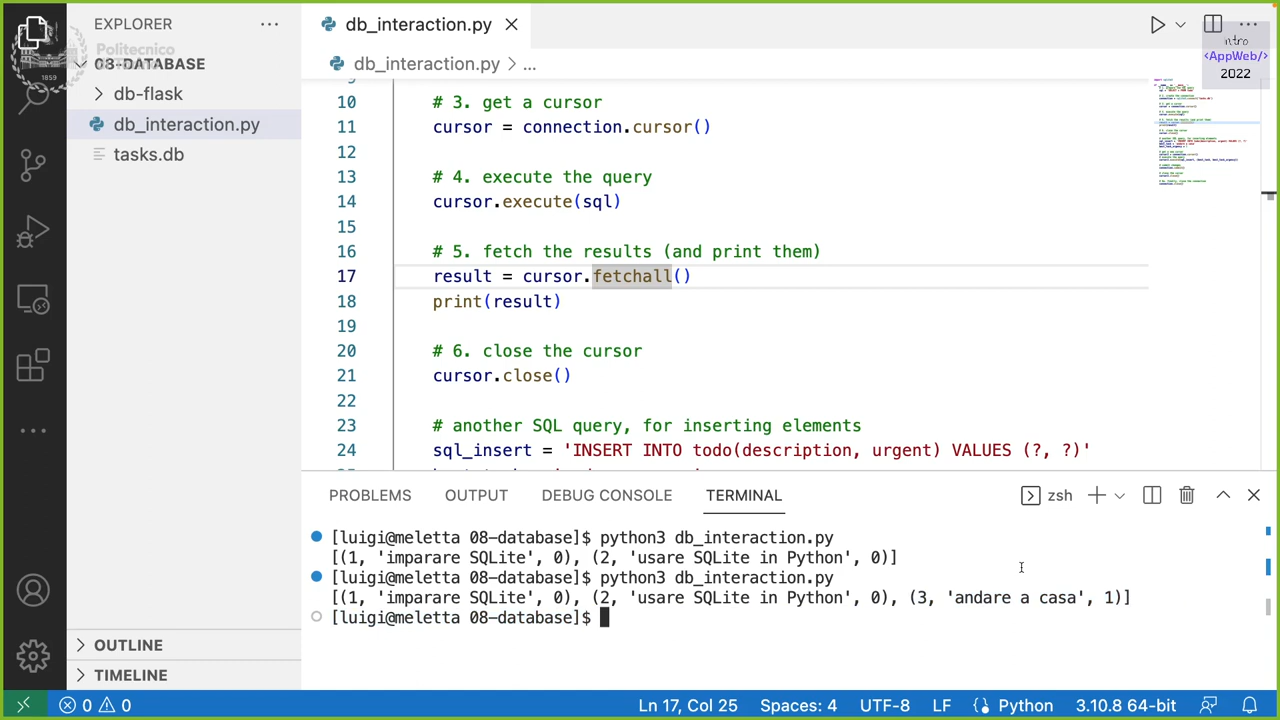 EXPLORER
db_interaction.py
Politecnico
1859
08-DATABASE
db_interaction.py > ...
ntro
<AppWeb/>
2022
db-flask
db_interaction.py
tasks.db
10 # 3. get a cursor
11 cursor = connection.cursor()
12
13 # 4 execute the query
14 cursor.execute(sql)
15
16 # 5. fetch the results (and print them)
17 result = cursor.fetchall()
18 print(result)
19
20 # 6. close the cursor
21 cursor.close()
22
23 # another SQL query, for inserting elements
24 sql_insert = 'INSERT INTO todo(description, urgent) VALUES (?, ?)'
PROBLEMS OUTPUT DEBUG CONSOLE TERMINAL zsh
[luigi@meletta 08-database]$ python3 db_interaction.py
[(1, 'imparare SQLite', 0), (2, 'usare SQLite in Python', 0)]
[luigi@meletta 08-database]$ python3 db_interaction.py
[(1, 'imparare SQLite', 0), (2, 'usare SQLite in Python', 0), (3, 'andare a casa', 1)]
[luigi@meletta 08-database]$
OUTLINE
TIMELINE
0 0 Ln 17, Col 25 Spaces: 4 UTF-8 LF Python 3.10.8 64-bit